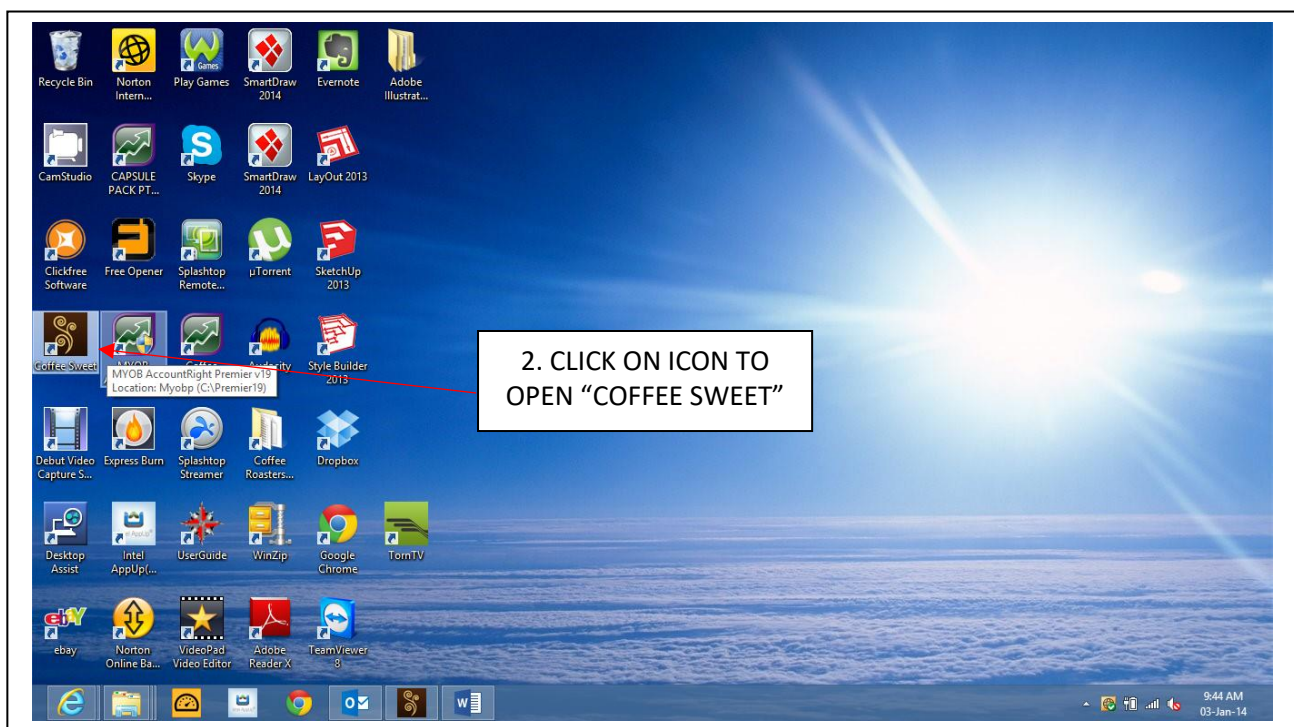 Recycle Bin
Norton Intern...
Play Games
SmartDraw 2014
Evernote
Adobe Illustrat...
Games
CamStudio
CAPSULE PACK PT...
Skype
SmartDraw 2014
LayOut 2013
Clickfree Software
Free Opener
Splashtop Remote...
µTorrent
SketchUp 2013
Coffee Sweet
MYOB
Coffee
Audacity
Style Builder 2013
MYOB AccountRight Premier v19
Location: Myobp (C:\Premier19)
2. CLICK ON ICON TO
OPEN “COFFEE SWEET”
Debut Video Capture S...
Express Burn
Splashtop Streamer
Coffee Roasters...
Dropbox
Desktop Assist
Intel AppUp(...
UserGuide
WinZip
Google Chrome
TornTV
ebay
Norton Online Ba...
VideoPad Video Editor
Adobe Reader X
TeamViewer 8
9:44 AM
03-Jan-14